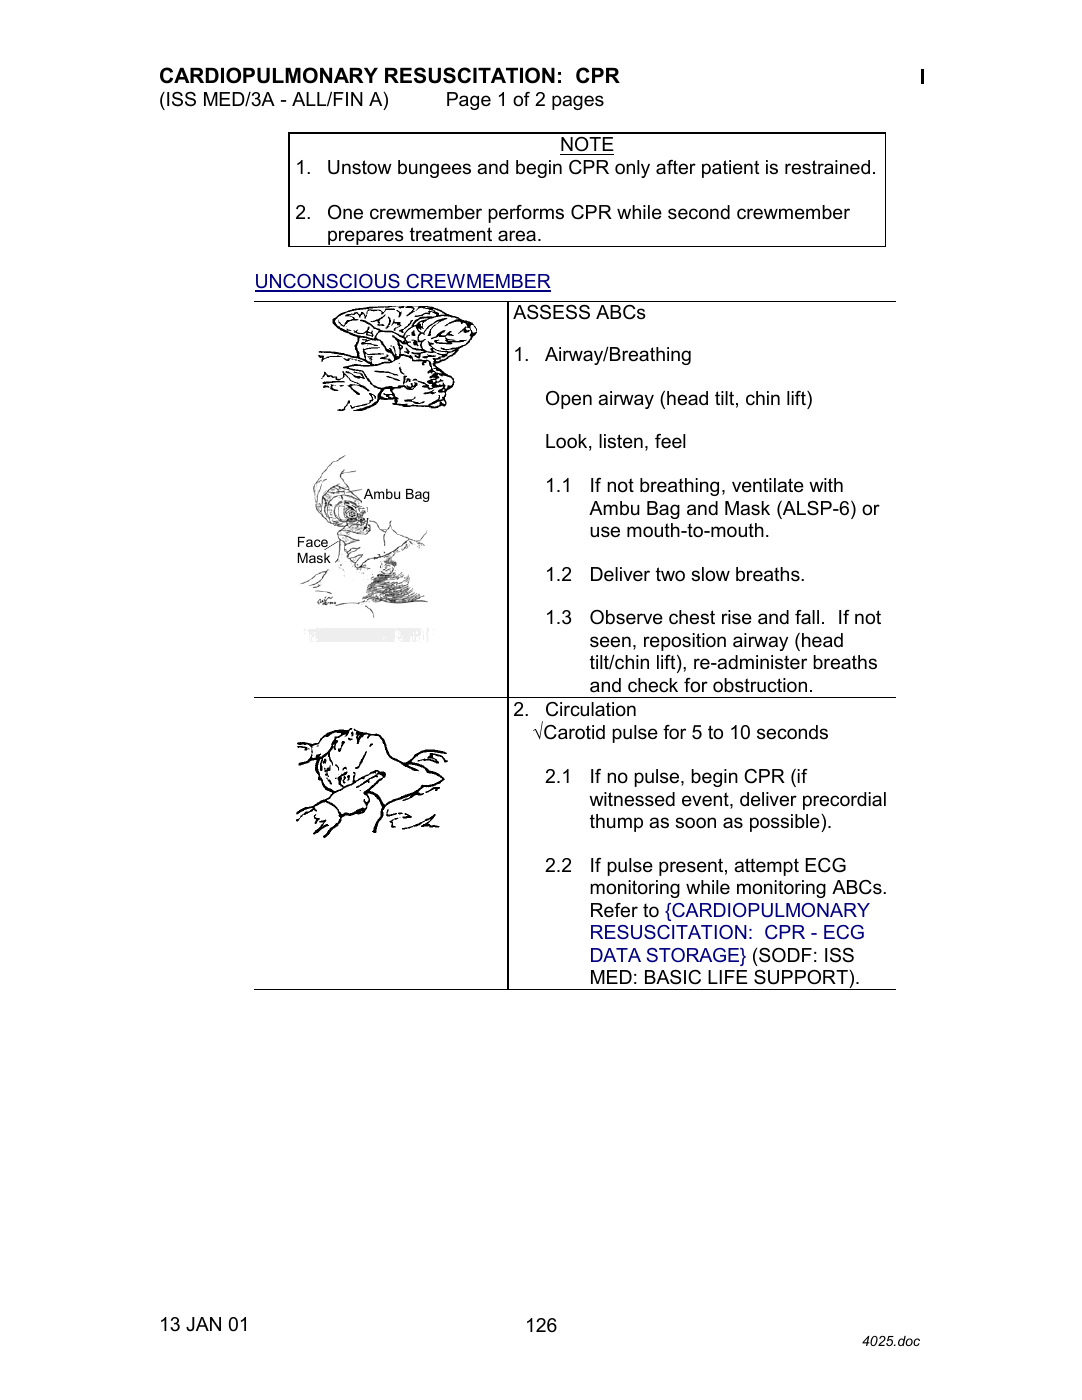 CARDIOPULMONARY RESUSCITATION:  CPR
(ISS MED/3A - ALL/FIN A) Page 1 of 2 pages
NOTE
1. Unstow bungees and begin CPR only after patient is restrained.
2. One crewmember performs CPR while second crewmember
prepares treatment area.
UNCONSCIOUS CREWMEMBER
ASSESS ABCs
1. Airway/Breathing
Open airway (head tilt, chin lift)
Look, listen, feel
Ambu Bag
Face
Mask
1.1 If not breathing, ventilate with
Ambu Bag and Mask (ALSP-6) or
use mouth-to-mouth.
1.2 Deliver two slow breaths.
1.3 Observe chest rise and fall.  If not
seen, reposition airway (head
tilt/chin lift), re-administer breaths
and check for obstruction.
2. Circulation
√Carotid pulse for 5 to 10 seconds
2.1 If no pulse, begin CPR (if
witnessed event, deliver precordial
thump as soon as possible).
2.2 If pulse present, attempt ECG
monitoring while monitoring ABCs.
Refer to {CARDIOPULMONARY
RESUSCITATION:  CPR - ECG
DATA STORAGE} (SODF: ISS
MED: BASIC LIFE SUPPORT).
13 JAN 01
126
4025.doc